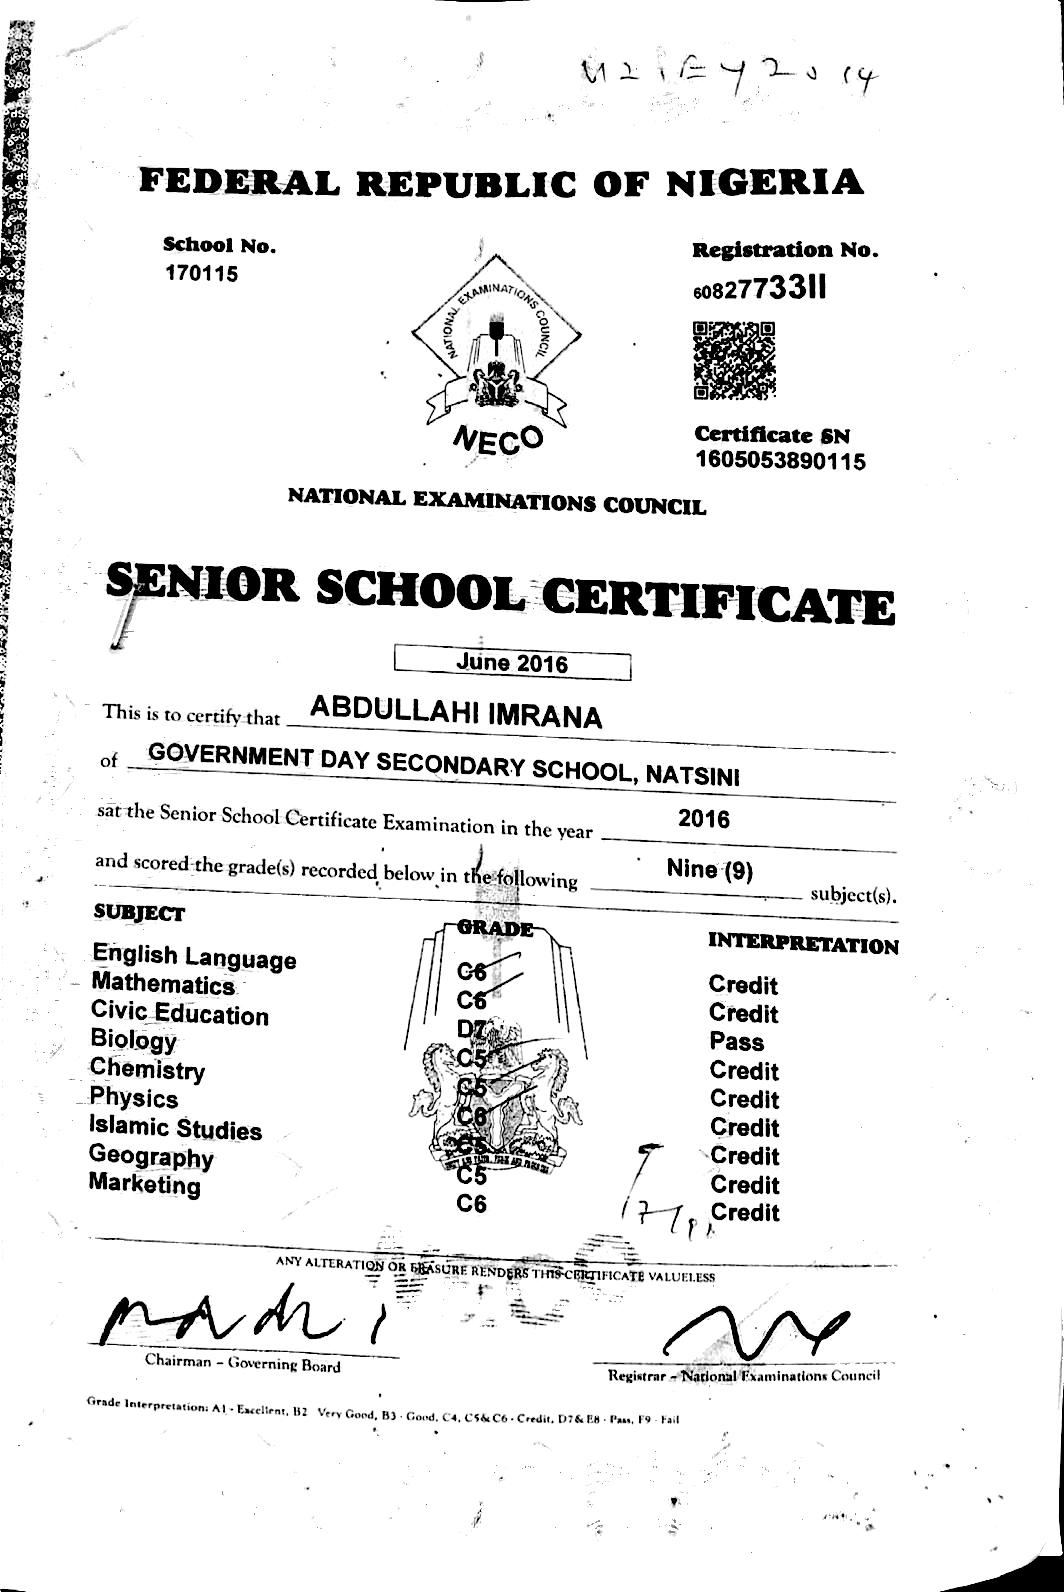 FEDERAL REPUBLIC OF NIGERIA
School No.
170115
Registration No.
6082773311
NATIONAL EXAMINATIONS COUNCIL
NECO
Certificate SN
1605053890115
NATIONAL EXAMINATIONS COUNCIL
SENIOR SCHOOL CERTIFICATE
June 2016
This is to certify that ABDULLAHI IMRANA
of GOVERNMENT DAY SECONDARY SCHOOL, NATSINI
sat the Senior School Certificate Examination in the year 2016
and scored the grade(s) recorded below in the following Nine (9) subject(s).
SUBJECT GRADE INTERPRETATION
English Language C6 Credit
Mathematics C6 Credit
Civic Education D7 Pass
Biology C5 Credit
Chemistry C5 Credit
Physics C6 Credit
Islamic Studies C5 Credit
Geography C5 Credit
Marketing C6 Credit
ANY ALTERATION OR ERASURE RENDERS THIS CERTIFICATE VALUELESS
Chairman - Governing Board
Registrar - National Examinations Council
Grade Interpretation: A1 - Excellent, B2 Very Good, B3 - Good, C4, C5 & C6 - Credit, D7 & E8 - Pass, F9 - Fail